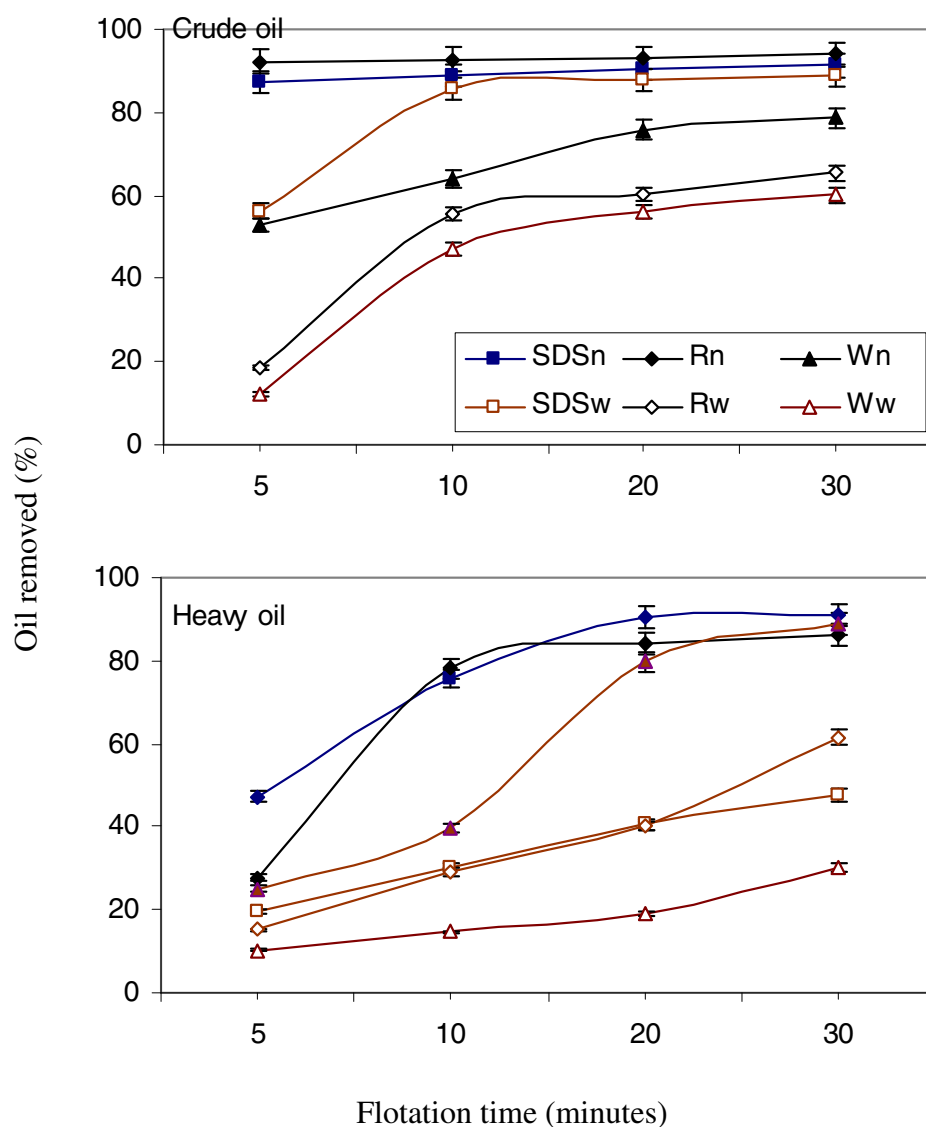 Crude oil
100
80
60
40
20
0
SDSn Rn Wn
SDSw Rw Ww
5 10 20 30
Oil removed (%)
Heavy oil
100
80
60
40
20
0
5 10 20 30
Flotation time (minutes)